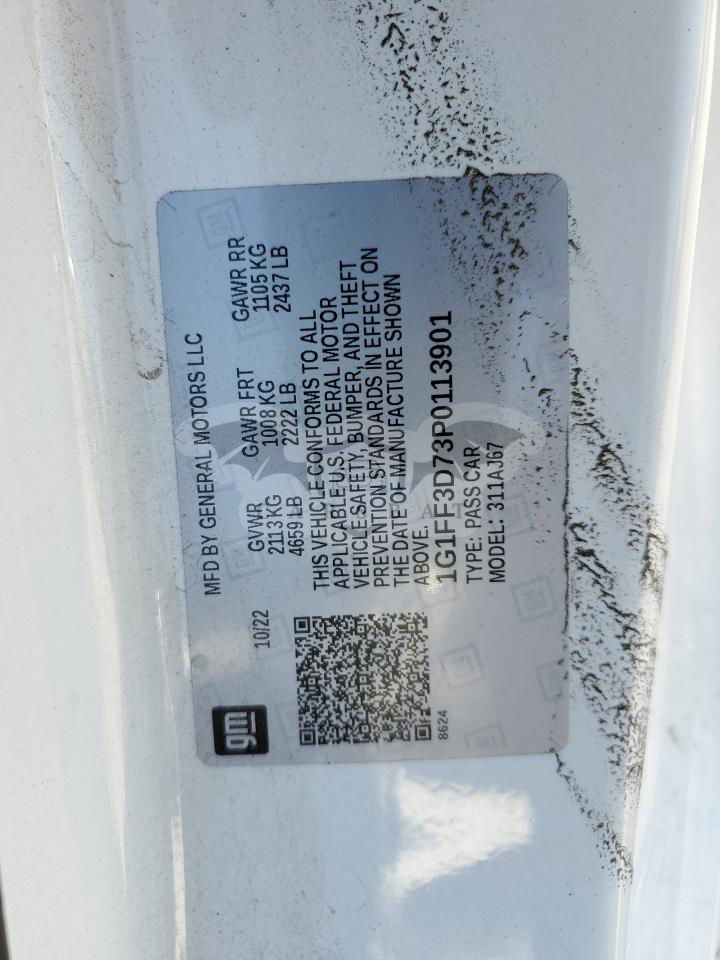 gm
MFD BY GENERAL MOTORS LLC
10/22
GVWR GAWR FRT GAWR RR
2113 KG 1008 KG 1105 KG
4659 LB 2222 LB 2437 LB
THIS VEHICLE CONFORMS TO ALL
APPLICABLE U.S. FEDERAL MOTOR
VEHICLE SAFETY, BUMPER, AND THEFT
PREVENTION STANDARDS IN EFFECT ON
THE DATE OF MANUFACTURE SHOWN
ABOVE.
1G1FF3D73P0113901
TYPE: PASS CAR
MODEL: 311AJ67
8624